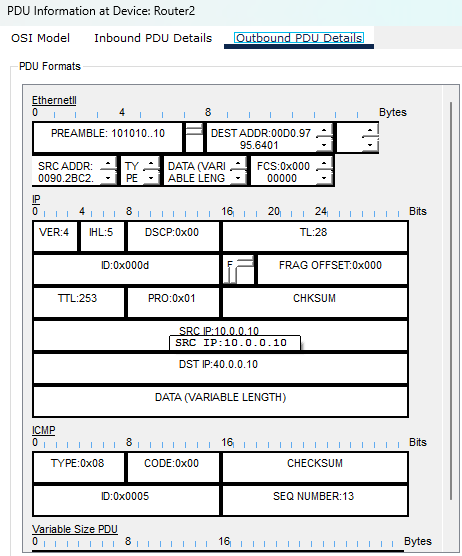 PDU Information at Device: Router2
OSI Model Inbound PDU Details Outbound PDU Details
PDU Formats
EthernetII
0 4 8 Bytes
PREAMBLE: 101010..10 DEST ADDR:00D0.97
95.6401
SRC ADDR: TY DATA (VARI FCS:0x000
0090.2BC2. PE ABLE LENG 00000
IP
0 4 8 16 20 24 Bits
VER:4 IHL:5 DSCP:0x00 TL:28
ID:0x000d F FRAG OFFSET:0x000
TTL:253 PRO:0x01 CHKSUM
SRC IP:10.0.0.10
SRC IP:10.0.0.10
DST IP:40.0.0.10
DATA (VARIABLE LENGTH)
ICMP
0 8 16 Bits
TYPE:0x08 CODE:0x00 CHECKSUM
ID:0x0005 SEQ NUMBER:13
Variable Size PDU
0 8 16 Bytes